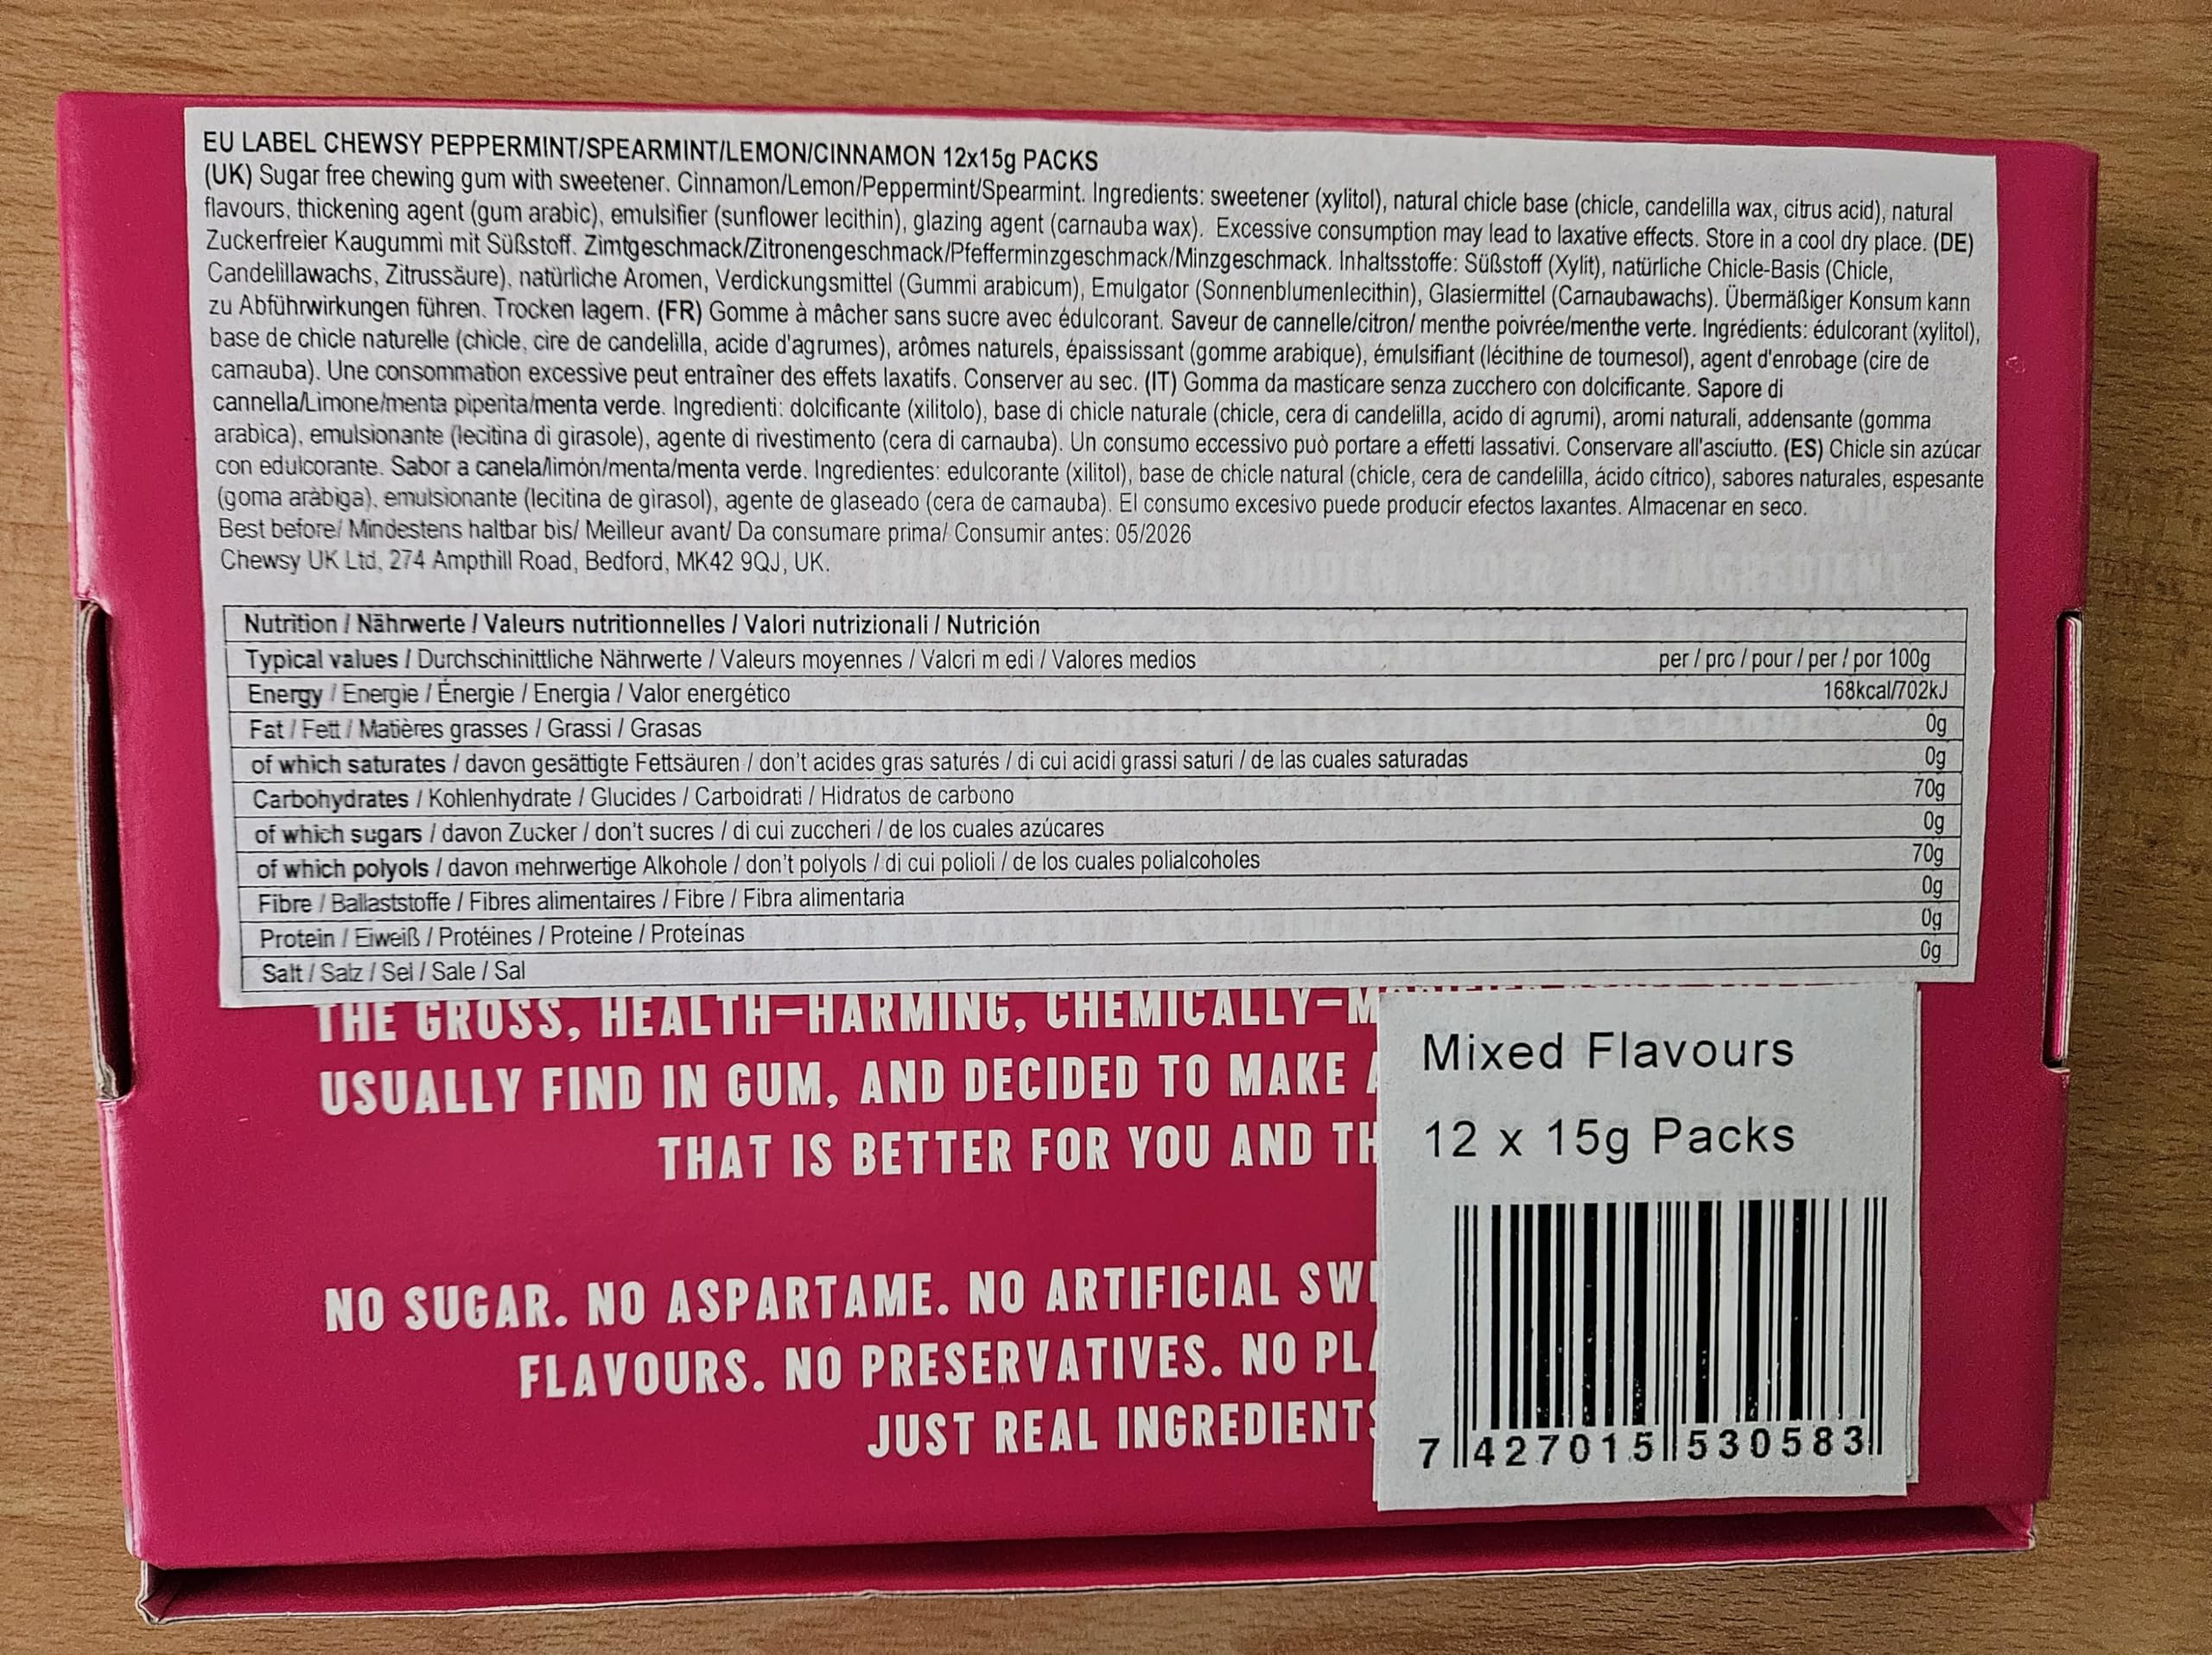 EU LABEL CHEWSY PEPPERMINT/SPEARMINT/LEMON/CINNAMON 12x15g PACKS
(UK) Sugar free chewing gum with sweetener. Cinnamon/Lemon/Peppermint/Spearmint. Ingredients: sweetener (xylitol), natural chicle base (chicle, candelilla wax, citrus acid), natural
flavours, thickening agent (gum arabic), emulsifier (sunflower lecithin), glazing agent (carnauba wax). Excessive consumption may lead to laxative effects. Store in a cool dry place. (DE)
Zuckerfreier Kaugummi mit Süßstoff. Zimtgeschmack/Zitronengeschmack/Pfefferminzgeschmack/Minzgeschmack. Inhaltsstoffe: Süßstoff (Xylit), natürliche Chicle-Basis (Chicle,
Candelillawachs, Zitrussäure), natürliche Aromen, Verdickungsmittel (Gummi arabicum), Emulgator (Sonnenblumenlecithin), Glasiermittel (Carnaubawachs). Übermäßiger Konsum kann
zu Abführwirkungen führen. Trocken lagern. (FR) Gomme à mâcher sans sucre avec édulcorant. Saveur de cannelle/citron/ menthe poivrée/menthe verte. Ingrédients: édulcorant (xylitol),
base de chicle naturelle (chicle, cire de candelilla, acide d'agrumes), arômes naturels, épaississant (gomme arabique), émulsifiant (lécithine de tournesol), agent d'enrobage (cire de
carnauba). Une consommation excessive peut entraîner des effets laxatifs. Conserver au sec. (IT) Gomma da masticare senza zucchero con dolcificante. Sapore di
cannella/Limone/menta piperita/menta verde. Ingredienti: dolcificante (xilitolo), base di chicle naturale (chicle, cera di candelilla, acido di agrumi), aromi naturali, addensante (gomma
arabica), emulsionante (lecitina di girasole), agente di rivestimento (cera di carnauba). Un consumo eccessivo può portare a effetti lassativi. Conservare all'asciutto. (ES) Chicle sin azúcar
con edulcorante. Sabor a canela/limón/menta/menta verde. Ingredientes: edulcorante (xilitol), base de chicle natural (chicle, cera de candelilla, ácido cítrico), sabores naturales, espesante
(goma aràbiga), emulsionante (lecitina de girasol), agente de glaseado (cera de carnauba). El consumo excesivo puede producir efectos laxantes. Almacenar en seco.
Best before/ Mindestens haltbar bis/ Meilleur avant/ Da consumare prima/ Consumir antes: 05/2026
Chewsy UK Ltd, 274 Ampthill Road, Bedford, MK42 9QJ, UK.
Nutrition / Nährwerte / Valeurs nutritionnelles / Valori nutrizionali / Nutrición
Typical values / Durchschinittliche Nährwerte / Valeurs moyennes / Valori m edi / Valores medios per / pro / pour / per / por 100g
Energy / Energie / Énergie / Energia / Valor energético 168kcal/702kJ
Fat / Fett / Matières grasses / Grassi / Grasas 0g
of which saturates / davon gesättigte Fettsäuren / don't acides gras saturés / di cui acidi grassi saturi / de las cuales saturadas 0g
Carbohydrates / Kohlenhydrate / Glucides / Carboidrati / Hidratos de carbono 70g
of which sugars / davon Zucker / don't sucres / di cui zuccheri / de los cuales azúcares 0g
of which polyols / davon mehrwertige Alkohole / don't polyols / di cui polioli / de los cuales polialcoholes 70g
Fibre / Ballaststoffe / Fibres alimentaires / Fibre / Fibra alimentaria 0g
Protein / Eiweiß / Protéines / Proteine / Proteínas 0g
Salt / Salz / Sel / Sale / Sal 0g
THE GROSS, HEALTH-HARMING, CHEMICALLY-M
USUALLY FIND IN GUM, AND DECIDED TO MAKE A
THAT IS BETTER FOR YOU AND TH
NO SUGAR. NO ASPARTAME. NO ARTIFICIAL SW
FLAVOURS. NO PRESERVATIVES. NO PLA
JUST REAL INGREDIENTS
Mixed Flavours
12 x 15g Packs
7 427015 530583